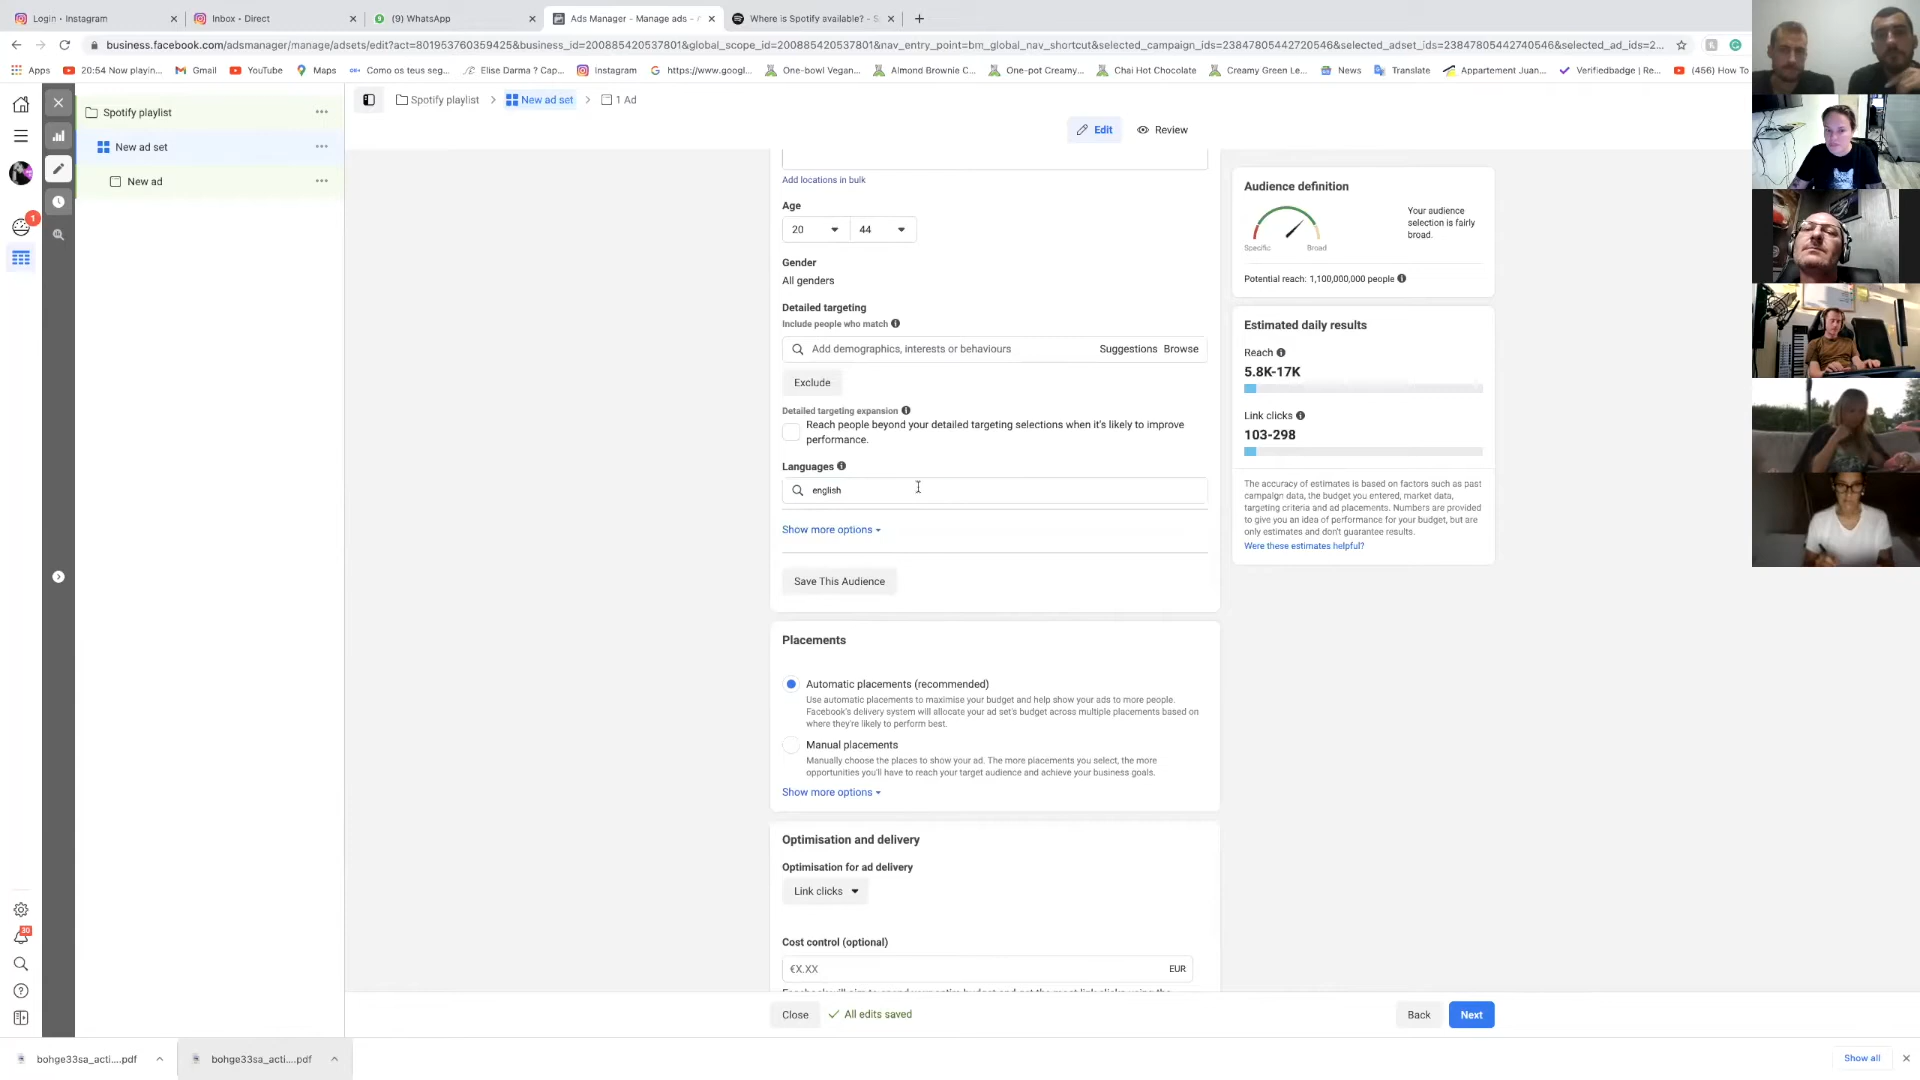 Login • Instagram
Inbox • Direct
(9) WhatsApp
Ads Manager - Manage ads - A
Where is Spotify available? - S
business.facebook.com/adsmanager/manage/adsets/edit?act=801953760359425&business_id=200885420537801&global_scope_id=200885420537801&nav_entry_point=bm_global_nav_shortcut&selected_campaign_ids=23847805442720546&selected_adset_ids=23847805442740546&selected_ad_ids=2...
Apps
20:54 Now playin...
Gmail
YouTube
Maps
Como os teus seg...
Elise Darma ? Cap...
Instagram
https://www.googl...
One-bowl Vegan...
Almond Brownie C...
One-pot Creamy...
Chai Hot Chocolate
Creamy Green Le...
News
Translate
Appartement Juan...
Verifiedbadge | Re...
(456) How To
Spotify playlist
New ad set
New ad
1
30
Spotify playlist
New ad set
1 Ad
Edit
Review
Add locations in bulk
Age
20
44
Gender
All genders
Detailed targeting
Include people who match
Add demographics, interests or behaviours
Suggestions
Browse
Exclude
Detailed targeting expansion
Reach people beyond your detailed targeting selections when it's likely to improve
performance.
Languages
english
Show more options
Save This Audience
Placements
Automatic placements (recommended)
Use automatic placements to maximise your budget and help show your ads to more people.
Facebook's delivery system will allocate your ad set's budget across multiple placements based on
where they're likely to perform best.
Manual placements
Manually choose the places to show your ad. The more placements you select, the more
opportunities you'll have to reach your target audience and achieve your business goals.
Show more options
Optimisation and delivery
Optimisation for ad delivery
Link clicks
Cost control (optional)
€X.XX
EUR
Audience definition
Your audience
selection is fairly
broad.
Specific
Broad
Potential reach: 1,100,000,000 people
Estimated daily results
Reach
5.8K-17K
Link clicks
103-298
The accuracy of estimates is based on factors such as past
campaign data, the budget you entered, market data,
targeting criteria and ad placements. Numbers are provided
to give you an idea of performance for your budget, but are
only estimates and don't guarantee results.
Were these estimates helpful?
Close
All edits saved
Back
Next
bohge33sa_acti....pdf
bohge33sa_acti....pdf
Show all